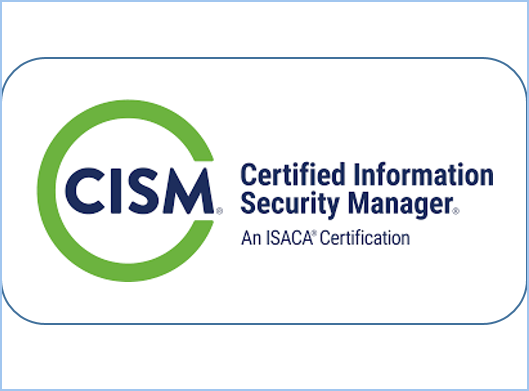 CISM®
Certified Information
Security Manager®
An ISACA® Certification